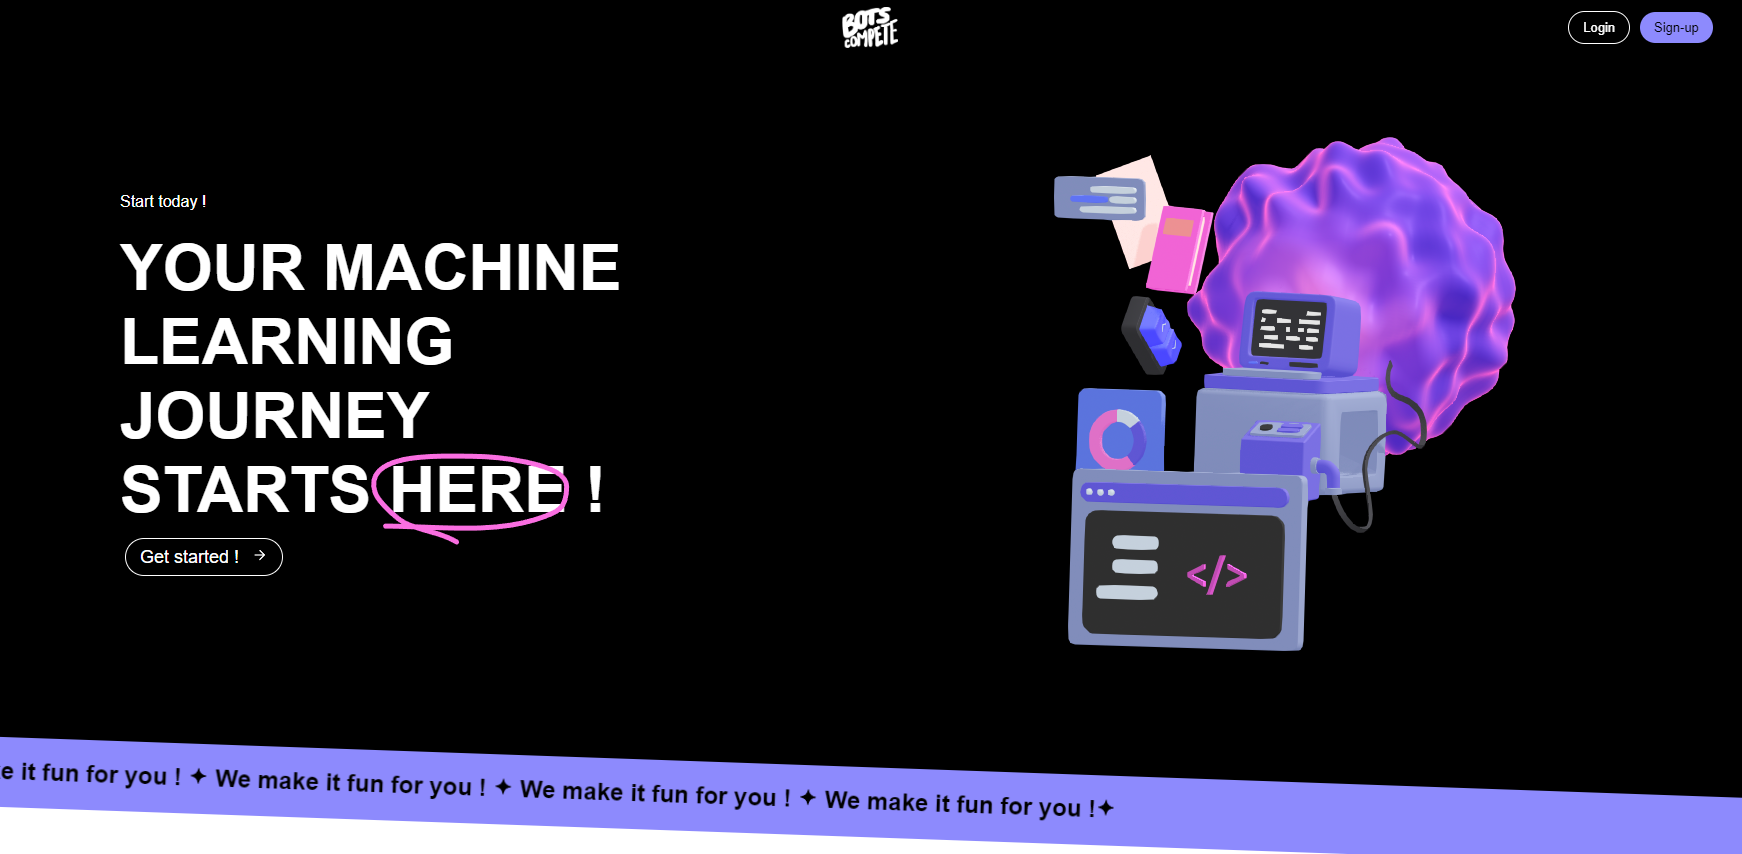 BOTS
COMPETE
Login
Sign-up
Start today !
YOUR MACHINE
LEARNING
JOURNEY
STARTS HERE !
Get started !
</>
it fun for you ! ✦ We make it fun for you ! ✦ We make it fun for you ! ✦ We make it fun for you !✦